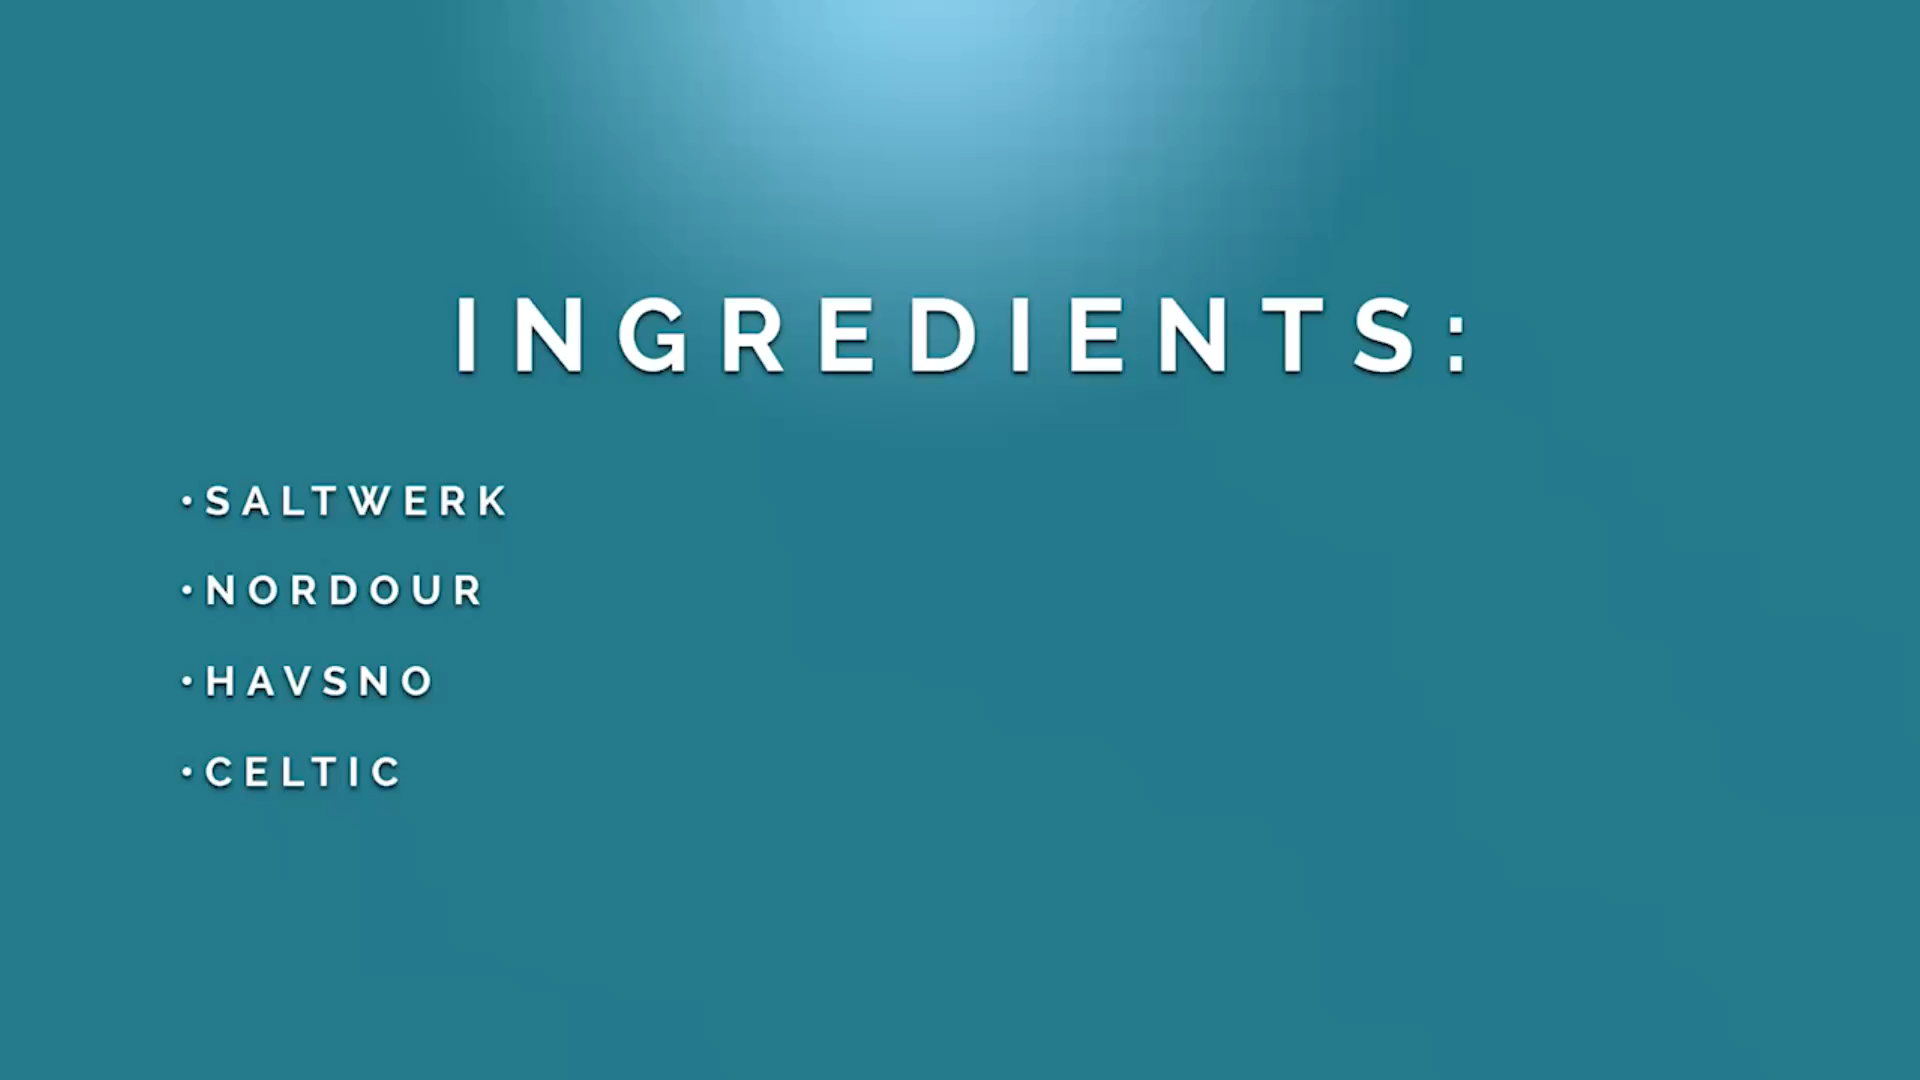 INGREDIENTS:
•SALTWERK
•NORDOUR
•HAVSNO
•CELTIC